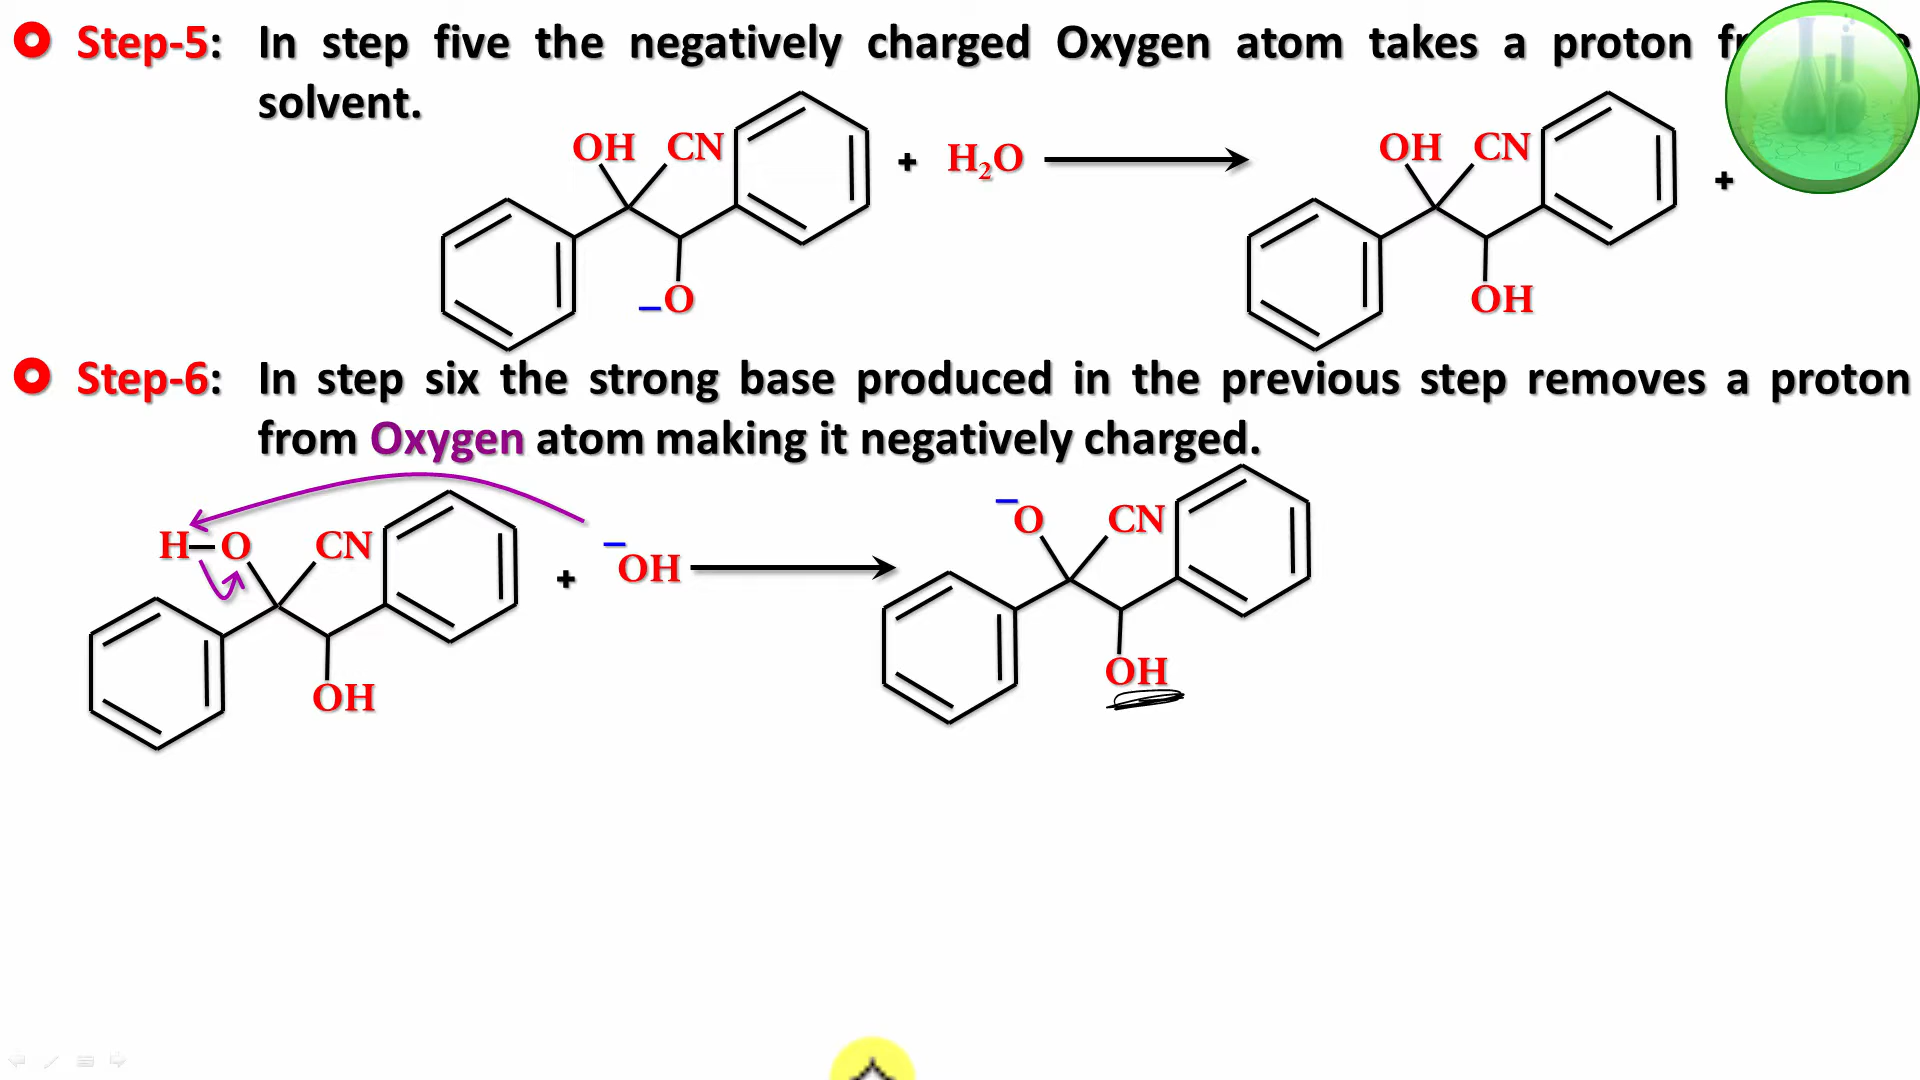 Step-5: In step five the negatively charged Oxygen atom takes a proton
solvent.
OH CN
+ H₂O
–O
OH CN
+
OH
Step-6: In step six the strong base produced in the previous step removes a proton
from Oxygen atom making it negatively charged.
H–O CN
+ –OH
OH
–O CN
OH